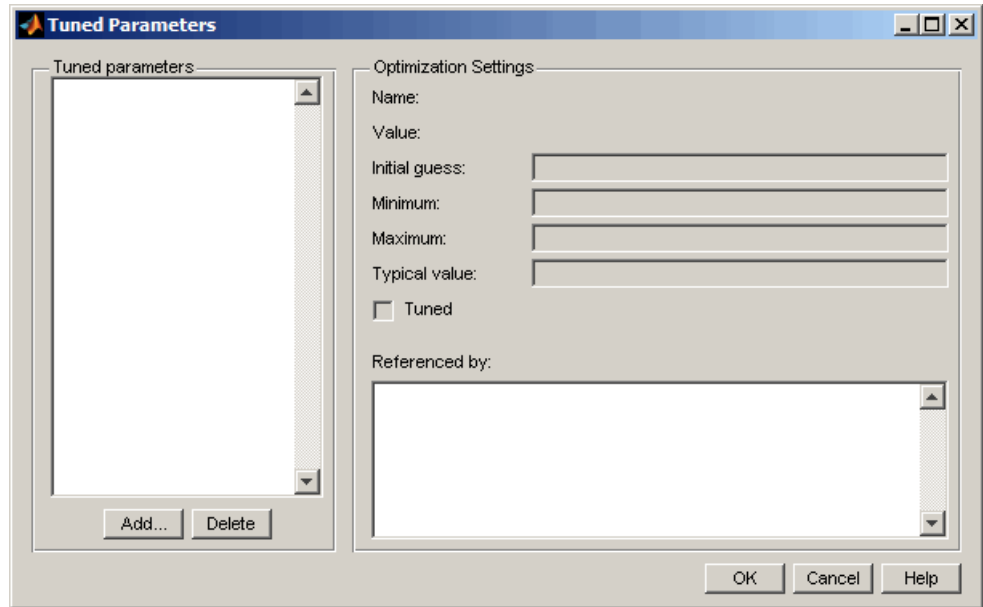 Tuned Parameters
Tuned parameters
Add...
Delete
Optimization Settings
Name:
Value:
Initial guess:
Minimum:
Maximum:
Typical value:
Tuned
Referenced by:
OK
Cancel
Help